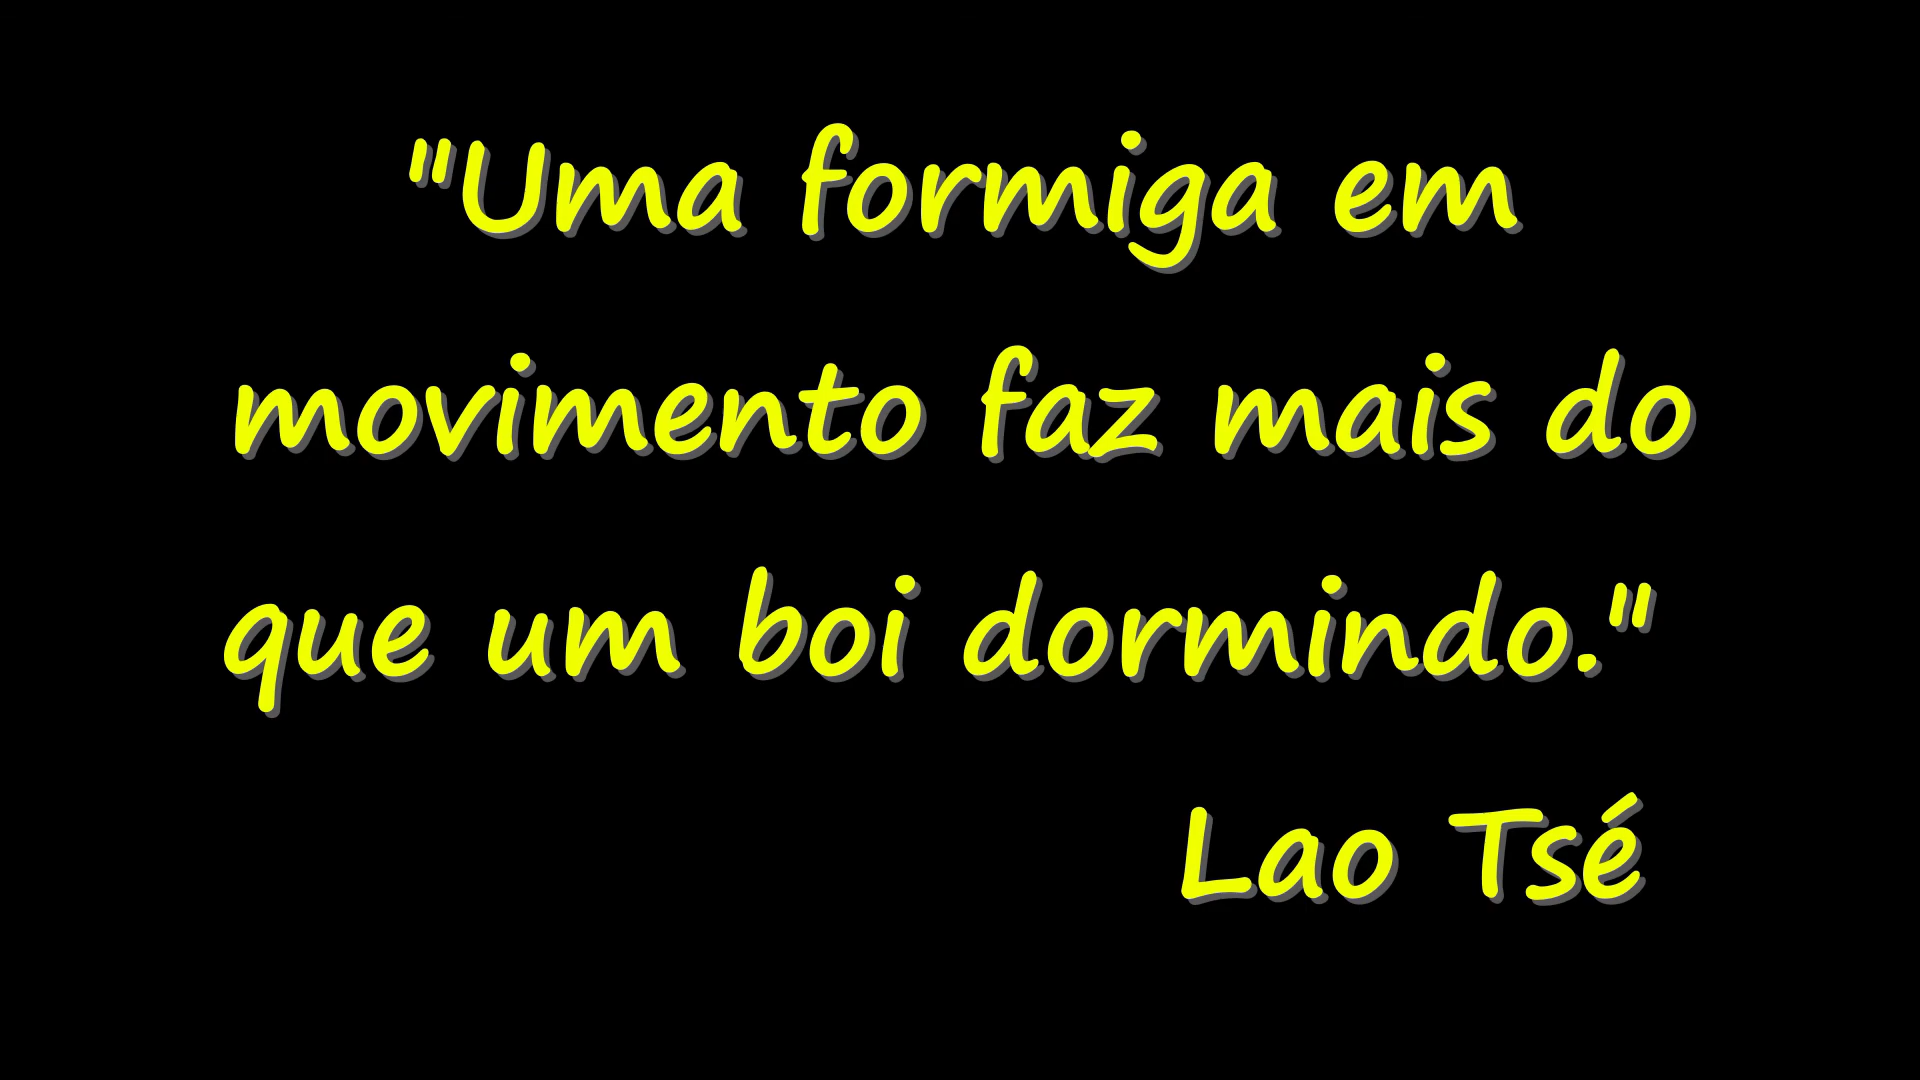 "Uma formiga em
movimento faz mais do
que um boi dormindo."
Lao Tsé